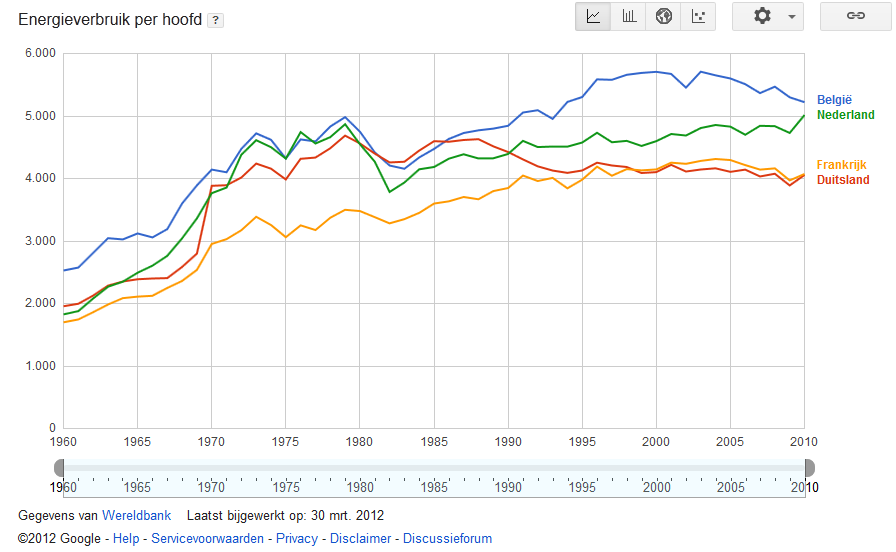 Energieverbruik per hoofd ?
6.000
5.000
4.000
3.000
2.000
1.000
0
België
Nederland
Frankrijk
Duitsland
1960 1965 1970 1975 1980 1985 1990 1995 2000 2005 2010
1960 1965 1970 1975 1980 1985 1990 1995 2000 2005 2010
Gegevens van Wereldbank Laatst bijgewerkt op: 30 mrt. 2012
©2012 Google - Help - Servicevoorwaarden - Privacy - Disclaimer - Discussieforum